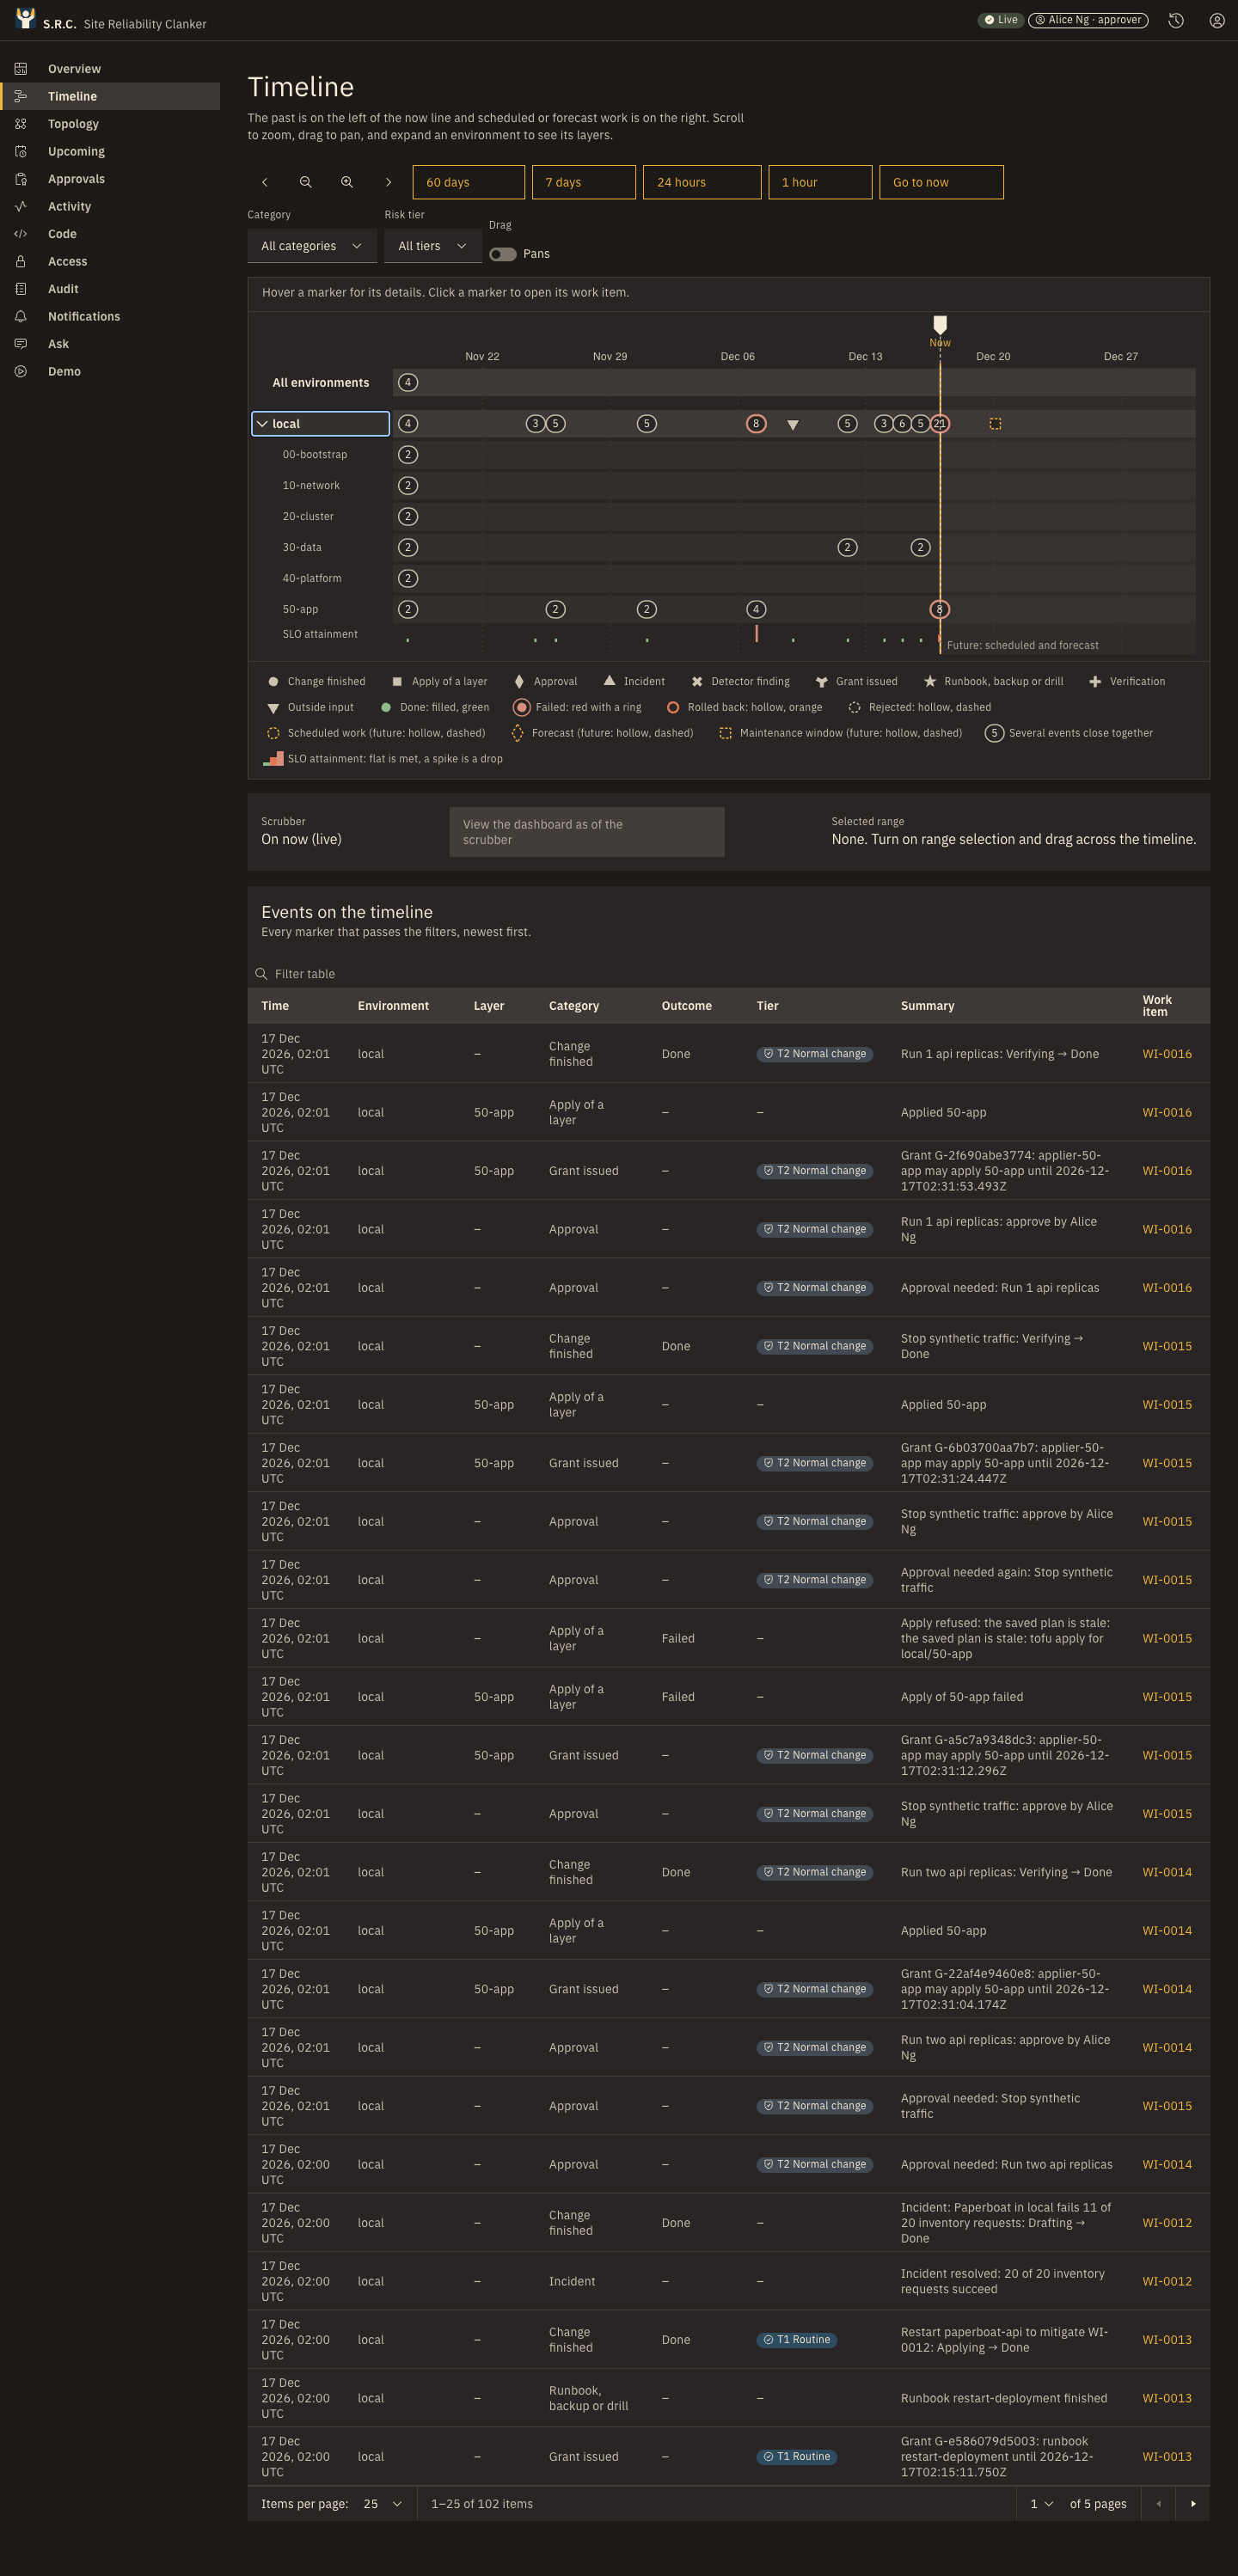 S.R.C. Site Reliability Clanker
Live
Alice Ng · approver
Overview
Timeline
Topology
Upcoming
Approvals
Activity
Code
Access
Audit
Notifications
Ask
Demo
Timeline
The past is on the left of the now line and scheduled or forecast work is on the right. Scroll
to zoom, drag to pan, and expand an environment to see its layers.
60 days
7 days
24 hours
1 hour
Go to now
Category
Risk tier
Drag
All categories
All tiers
Pans
Hover a marker for its details. Click a marker to open its work item.
Now
Nov 22
Nov 29
Dec 06
Dec 13
Dec 20
Dec 27
All environments
4
local
4
3
5
5
8
5
3
6
5
21
00-bootstrap
2
10-network
2
20-cluster
2
30-data
2
2
2
40-platform
2
50-app
2
2
2
4
8
SLO attainment
Future: scheduled and forecast
Change finished
Apply of a layer
Approval
Incident
Detector finding
Grant issued
Runbook, backup or drill
Verification
Outside input
Done: filled, green
Failed: red with a ring
Rolled back: hollow, orange
Rejected: hollow, dashed
Scheduled work (future: hollow, dashed)
Forecast (future: hollow, dashed)
Maintenance window (future: hollow, dashed)
5
Several events close together
SLO attainment: flat is met, a spike is a drop
Scrubber
On now (live)
View the dashboard as of the
scrubber
Selected range
None. Turn on range selection and drag across the timeline.
Events on the timeline
Every marker that passes the filters, newest first.
Filter table
Time
Environment
Layer
Category
Outcome
Tier
Summary
Work
item
17 Dec
2026, 02:01
UTC
local
–
Change
finished
Done
T2 Normal change
Run 1 api replicas: Verifying → Done
WI-0016
17 Dec
2026, 02:01
UTC
local
50-app
Apply of a
layer
–
–
Applied 50-app
WI-0016
17 Dec
2026, 02:01
UTC
local
50-app
Grant issued
–
T2 Normal change
Grant G-2f690abe3774: applier-50-
app may apply 50-app until 2026-12-
17T02:31:53.493Z
WI-0016
17 Dec
2026, 02:01
UTC
local
–
Approval
–
T2 Normal change
Run 1 api replicas: approve by Alice
Ng
WI-0016
17 Dec
2026, 02:01
UTC
local
–
Approval
–
T2 Normal change
Approval needed: Run 1 api replicas
WI-0016
17 Dec
2026, 02:01
UTC
local
–
Change
finished
Done
T2 Normal change
Stop synthetic traffic: Verifying →
Done
WI-0015
17 Dec
2026, 02:01
UTC
local
50-app
Apply of a
layer
–
–
Applied 50-app
WI-0015
17 Dec
2026, 02:01
UTC
local
50-app
Grant issued
–
T2 Normal change
Grant G-6b03700aa7b7: applier-50-
app may apply 50-app until 2026-12-
17T02:31:24.447Z
WI-0015
17 Dec
2026, 02:01
UTC
local
–
Approval
–
T2 Normal change
Stop synthetic traffic: approve by Alice
Ng
WI-0015
17 Dec
2026, 02:01
UTC
local
–
Approval
–
T2 Normal change
Approval needed again: Stop synthetic
traffic
WI-0015
17 Dec
2026, 02:01
UTC
local
–
Apply of a
layer
Failed
–
Apply refused: the saved plan is stale:
the saved plan is stale: tofu apply for
local/50-app
WI-0015
17 Dec
2026, 02:01
UTC
local
50-app
Apply of a
layer
Failed
–
Apply of 50-app failed
WI-0015
17 Dec
2026, 02:01
UTC
local
50-app
Grant issued
–
T2 Normal change
Grant G-a5c7a9348dc3: applier-50-
app may apply 50-app until 2026-12-
17T02:31:12.296Z
WI-0015
17 Dec
2026, 02:01
UTC
local
–
Approval
–
T2 Normal change
Stop synthetic traffic: approve by Alice
Ng
WI-0015
17 Dec
2026, 02:01
UTC
local
–
Change
finished
Done
T2 Normal change
Run two api replicas: Verifying → Done
WI-0014
17 Dec
2026, 02:01
UTC
local
50-app
Apply of a
layer
–
–
Applied 50-app
WI-0014
17 Dec
2026, 02:01
UTC
local
50-app
Grant issued
–
T2 Normal change
Grant G-22af4e9460e8: applier-50-
app may apply 50-app until 2026-12-
17T02:31:04.174Z
WI-0014
17 Dec
2026, 02:01
UTC
local
–
Approval
–
T2 Normal change
Run two api replicas: approve by Alice
Ng
WI-0014
17 Dec
2026, 02:01
UTC
local
–
Approval
–
T2 Normal change
Approval needed: Stop synthetic
traffic
WI-0015
17 Dec
2026, 02:00
UTC
local
–
Approval
–
T2 Normal change
Approval needed: Run two api replicas
WI-0014
17 Dec
2026, 02:00
UTC
local
–
Change
finished
Done
–
Incident: Paperboat in local fails 11 of
20 inventory requests: Drafting →
Done
WI-0012
17 Dec
2026, 02:00
UTC
local
–
Incident
–
–
Incident resolved: 20 of 20 inventory
requests succeed
WI-0012
17 Dec
2026, 02:00
UTC
local
–
Change
finished
Done
T1 Routine
Restart paperboat-api to mitigate WI-
0012: Applying → Done
WI-0013
17 Dec
2026, 02:00
UTC
local
–
Runbook,
backup or drill
–
–
Runbook restart-deployment finished
WI-0013
17 Dec
2026, 02:00
UTC
local
–
Grant issued
–
T1 Routine
Grant G-e586079d5003: runbook
restart-deployment until 2026-12-
17T02:15:11.750Z
WI-0013
Items per page:
25
1–25 of 102 items
1
of 5 pages